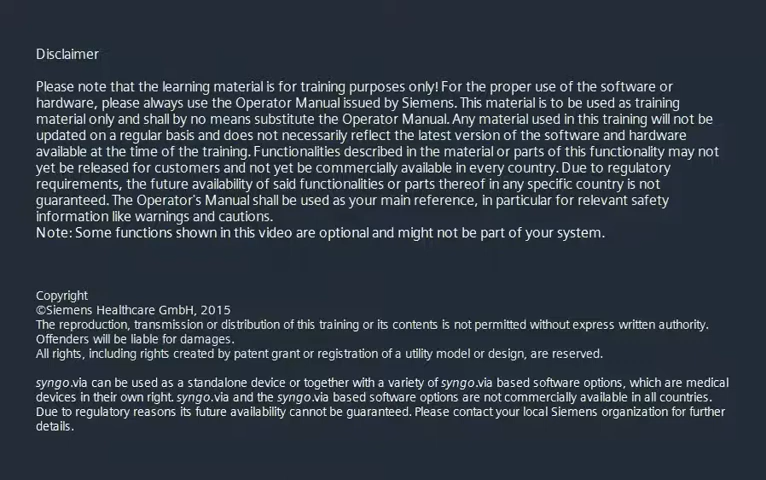 Disclaimer
Please note that the learning material is for training purposes only! For the proper use of the software or
hardware, please always use the Operator Manual issued by Siemens. This material is to be used as training
material only and shall by no means substitute the Operator Manual. Any material used in this training will not be
updated on a regular basis and does not necessarily reflect the latest version of the software and hardware
available at the time of the training. Functionalities described in the material or parts of this functionality may not
yet be released for customers and not yet be commercially available in every country. Due to regulatory
requirements, the future availability of said functionalities or parts thereof in any specific country is not
guaranteed. The Operator's Manual shall be used as your main reference, in particular for relevant safety
information like warnings and cautions.
Note: Some functions shown in this video are optional and might not be part of your system.
Copyright
©Siemens Healthcare GmbH, 2015
The reproduction, transmission or distribution of this training or its contents is not permitted without express written authority.
Offenders will be liable for damages.
All rights, including rights created by patent grant or registration of a utility model or design, are reserved.
syngo.via can be used as a standalone device or together with a variety of syngo.via based software options, which are medical
devices in their own right. syngo.via and the syngo.via based software options are not commercially available in all countries.
Due to regulatory reasons its future availability cannot be guaranteed. Please contact your local Siemens organization for further
details.